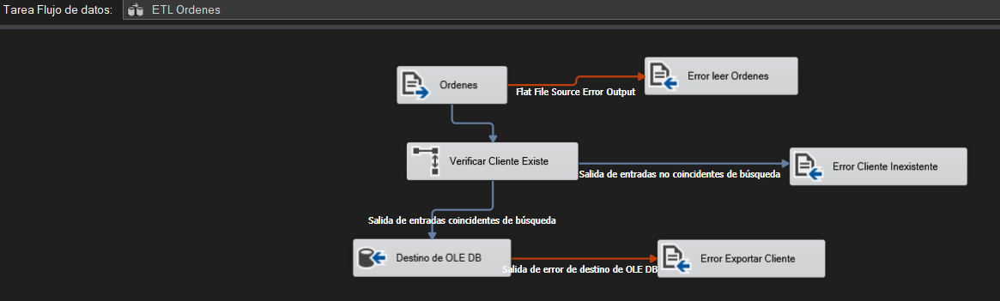 Tarea Flujo de datos:
ETL Ordenes
Ordenes
Error leer Ordenes
Flat File Source Error Output
Verificar Cliente Existe
Error Cliente Inexistente
Salida de entradas no coincidentes de búsqueda
Salida de entradas coincidentes de búsqueda
Destino de OLE DB
Error Exportar Cliente
Salida de error de destino de OLE DB